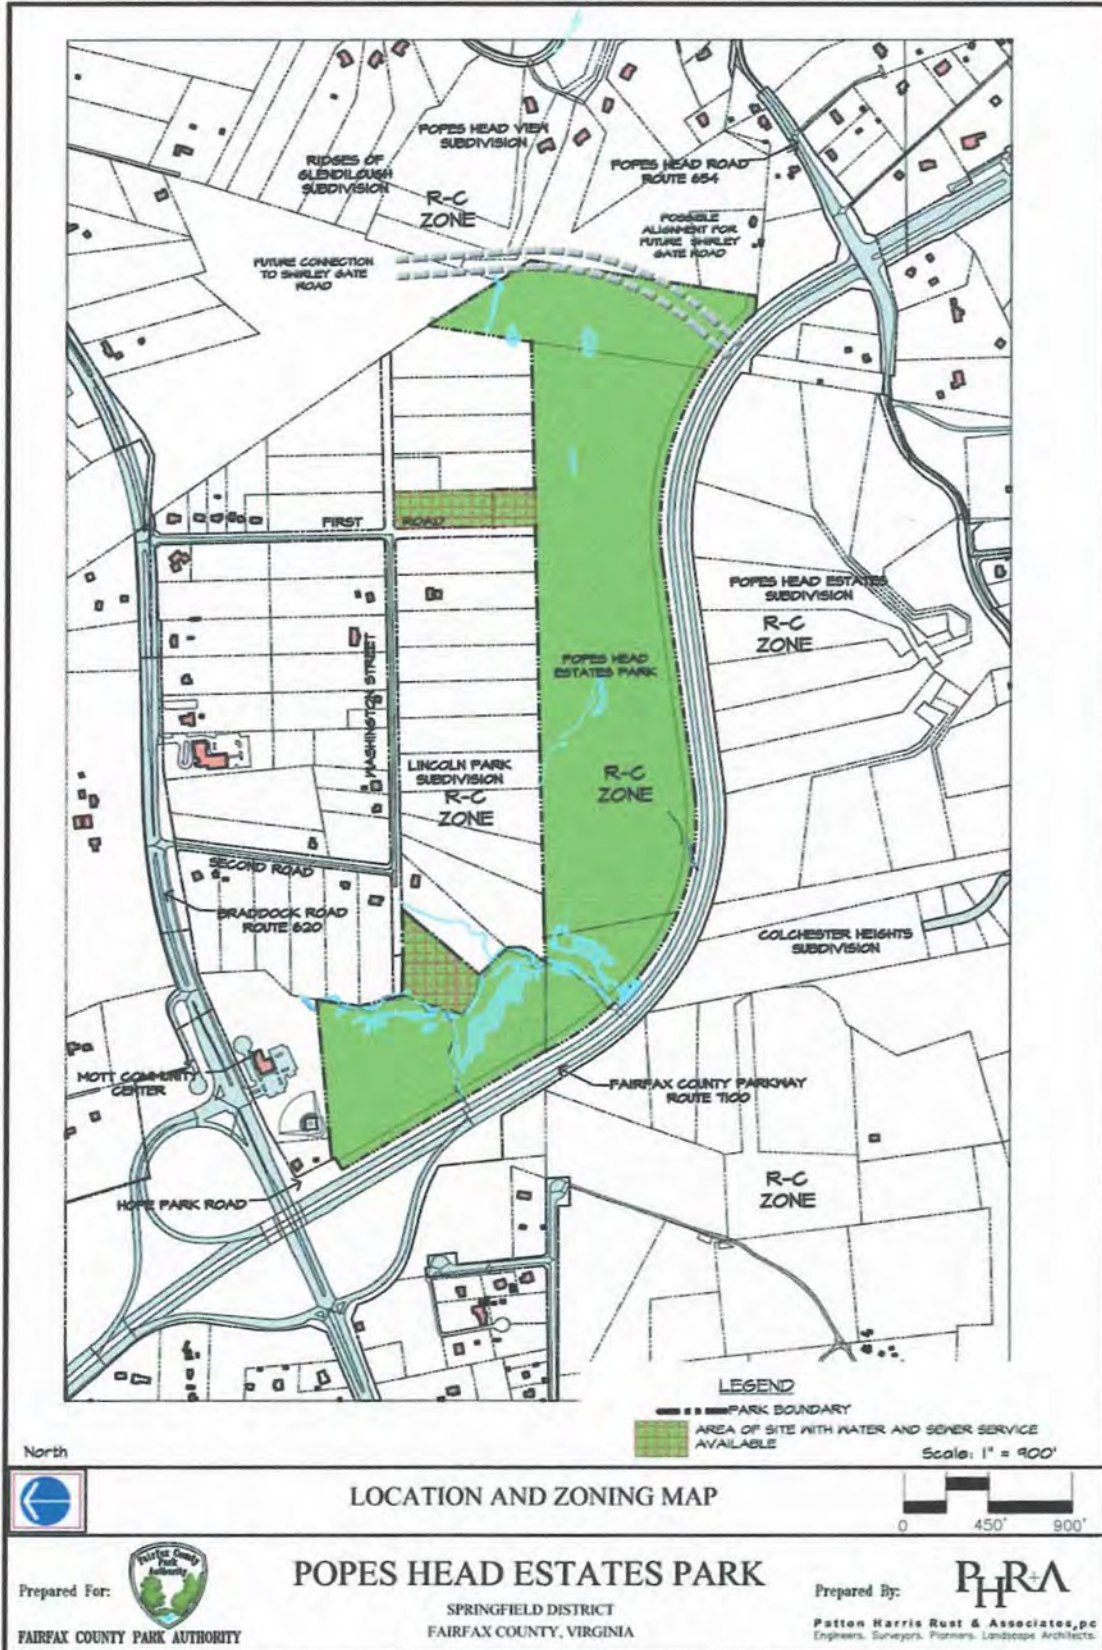 POPES HEAD VIEW
SUBDIVISION
RIDGES OF
GLENDILOUGH
SUBDIVISION
R-C
ZONE
POPES HEAD ROAD
ROUTE 654
POSSIBLE
ALIGNMENT FOR
FUTURE SHIRLEY
GATE ROAD
FUTURE CONNECTION
TO SHIRLEY GATE
ROAD
FIRST ROAD
POPES HEAD ESTATES
SUBDIVISION
R-C
ZONE
WASHINGTON STREET
POPES HEAD
ESTATES PARK
LINCOLN PARK
SUBDIVISION
R-C
ZONE
R-C
ZONE
SECOND ROAD
BRADDOCK ROAD
ROUTE 620
COLCHESTER HEIGHTS
SUBDIVISION
MOTT COMMUNITY
CENTER
FAIRFAX COUNTY PARKWAY
ROUTE 7100
HOPE PARK ROAD
R-C
ZONE
LEGEND
PARK BOUNDARY
AREA OF SITE WITH WATER AND SEWER SERVICE
AVAILABLE
North
Scale: 1" = 900'
LOCATION AND ZONING MAP
0 450' 900'
Prepared For:
Fairfax County
Park
Authority
FAIRFAX COUNTY PARK AUTHORITY
POPES HEAD ESTATES PARK
SPRINGFIELD DISTRICT
FAIRFAX COUNTY, VIRGINIA
Prepared By:
PHR+A
Patton Harris Rust & Associates,pc
Engineers. Surveyors. Planners. Landscape Architects.